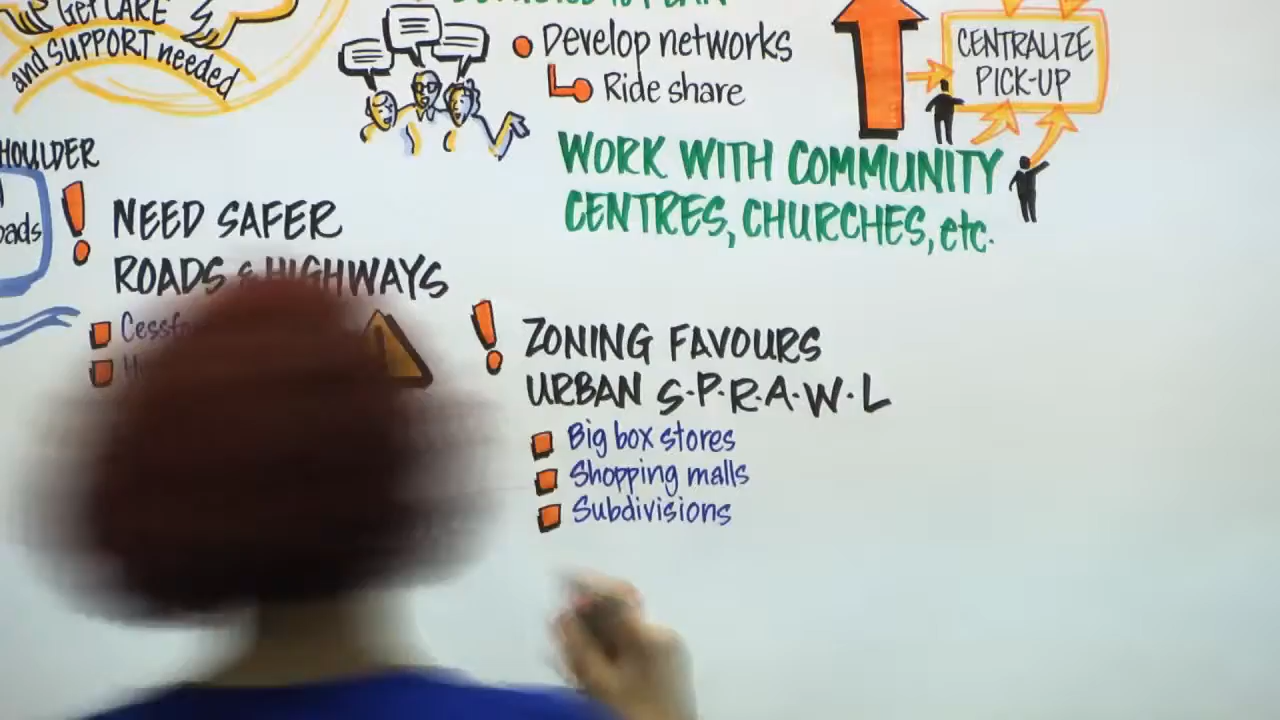 Get CARE
and SUPPORT needed
Develop networks
Ride share
CENTRALIZE
PICK-UP
WORK WITH COMMUNITY
CENTRES, CHURCHES, etc.
HOULDER
oads
NEED SAFER
ROADS & HIGHWAYS
ZONING FAVOURS
URBAN S·P·R·A·W·L
Big box stores
Shopping malls
Subdivisions